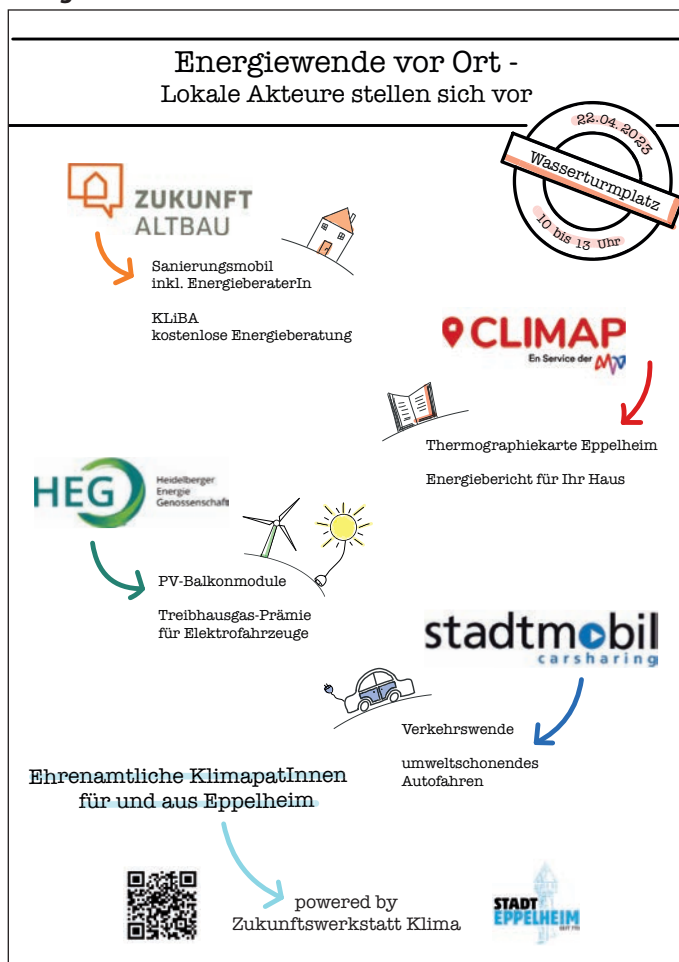 Energiewende vor Ort -
Lokale Akteure stellen sich vor
22.04.2023
Wasserturmplatz
10 bis 13 Uhr
ZUKUNFT
ALTBAU
Sanierungsmobil
inkl. EnergieberaterIn
KLiBA
kostenlose Energieberatung
CLIMAP
En Service der
Thermographiekarte Eppelheim
Energiebericht für Ihr Haus
HEG
Heidelberger
Energie
Genossenschaft
PV-Balkonmodule
Treibhausgas-Prämie
für Elektrofahrzeuge
stadtmobil
carsharing
Verkehrswende
umweltschonendes
Autofahren
Ehrenamtliche KlimapatInnen
für und aus Eppelheim
powered by
Zukunftswerkstatt Klima
STADT
EPPELHEIM